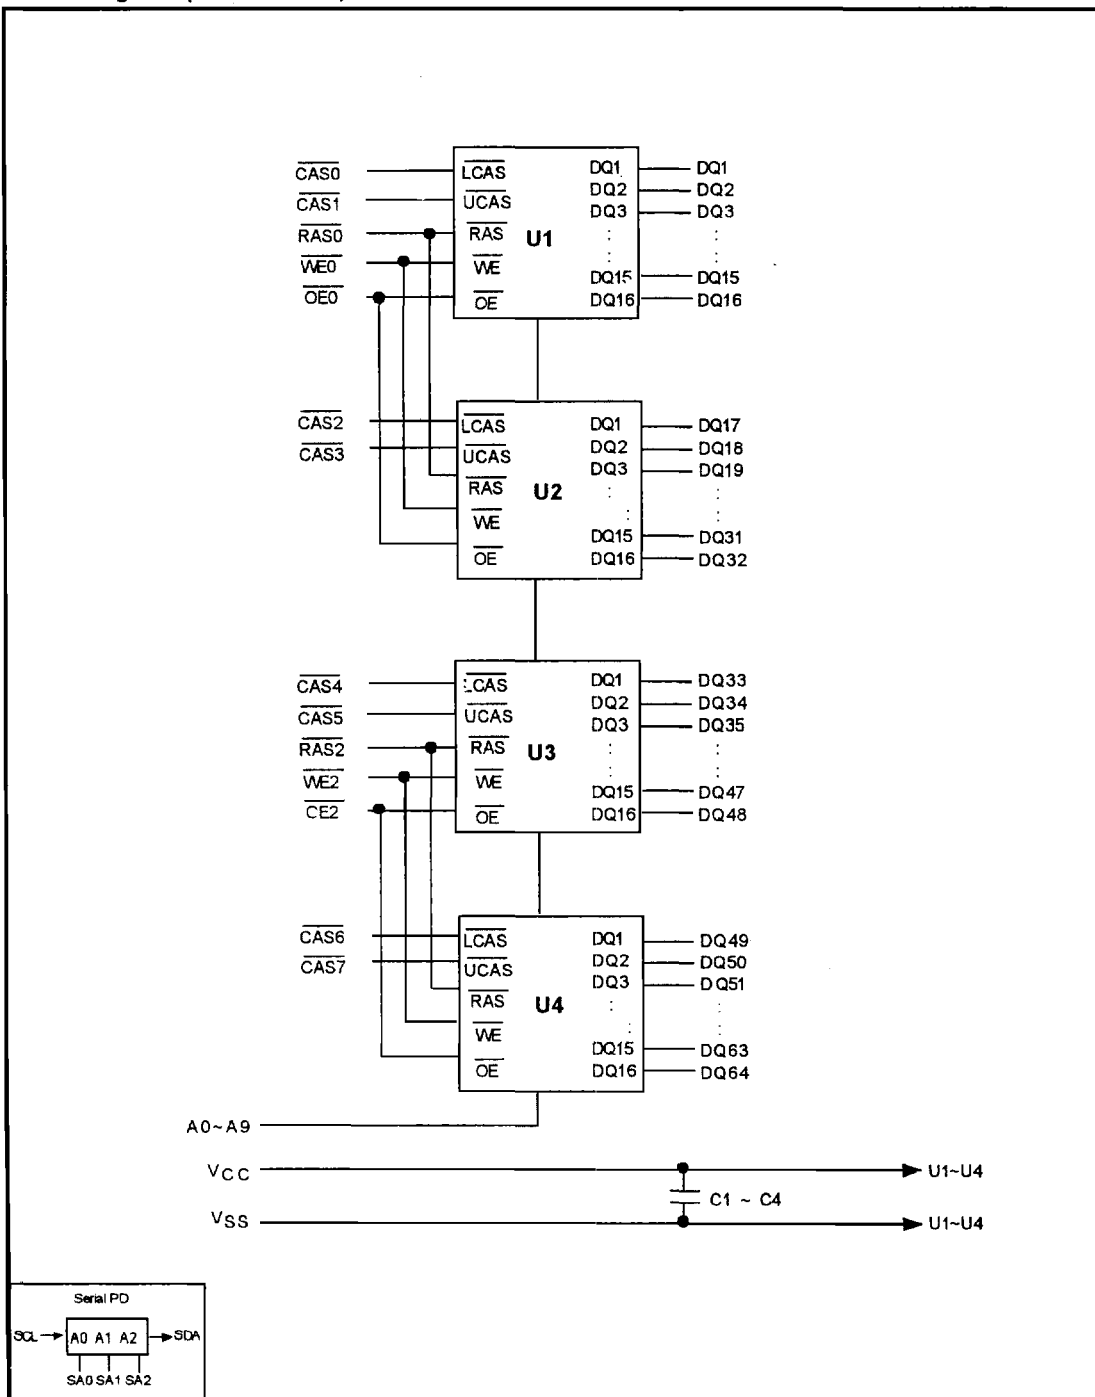 CAS0 LCAS DQ1 DQ1
CAS1 UCAS DQ2 DQ2
RAS0 RAS U1 DQ3 DQ3
WE0 WE DQ15 DQ15
OE0 OE DQ16 DQ16
CAS2 LCAS DQ1 DQ17
CAS3 UCAS DQ2 DQ18
RAS U2 DQ3 DQ19
WE DQ15 DQ31
OE DQ16 DQ32
CAS4 LCAS DQ1 DQ33
CAS5 UCAS DQ2 DQ34
RAS2 RAS U3 DQ3 DQ35
WE2 WE DQ15 DQ47
CE2 OE DQ16 DQ48
CAS6 LCAS DQ1 DQ49
CAS7 UCAS DQ2 DQ50
RAS U4 DQ3 DQ51
WE DQ15 DQ63
OE DQ16 DQ64
A0~A9
VCC U1~U4
C1 ~ C4
VSS U1~U4
Serial PD
SCL A0 A1 A2 SDA
SA0 SA1 SA2